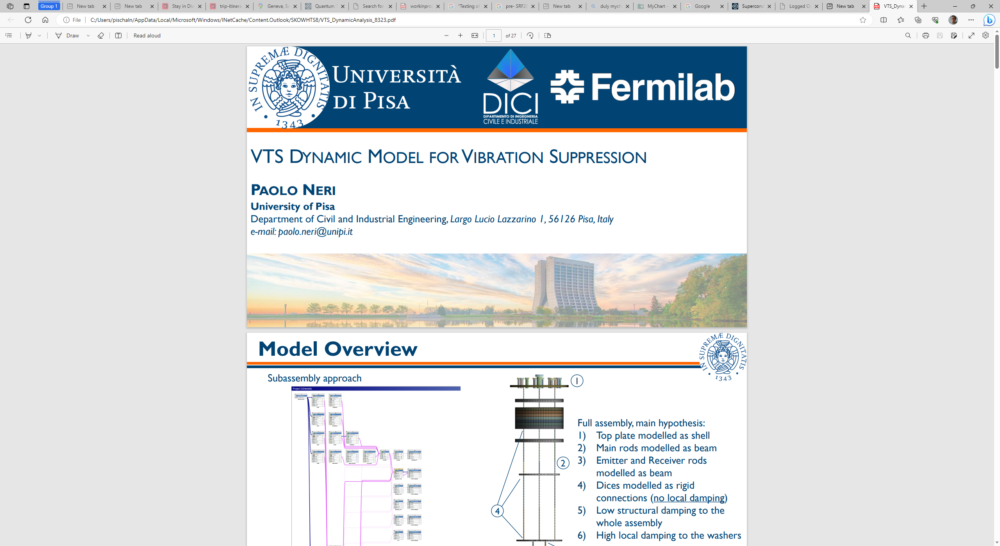 Group 1
New tab
New tab
Stay in Div
trip-itinera
Geneva, Sw
Quantum T
Search for
workinprog
"Testing of
pre- SRF20
New tab
duly mych
MyChart -
Google
Supercond
Logged Ou
New tab
VTS_Dynam
File
C:/Users/pischaln/AppData/Local/Microsoft/Windows/INetCache/Content.Outlook/SKOWHTS8/VTS_DynamicAnalysis_8323.pdf
Draw
Read aloud
1 of 27
IN SUPREMÆ DIGNITATIS
1343
UNIVERSITÀ
DI PISA
DICI
DIPARTIMENTO DI INGEGNERIA
CIVILE E INDUSTRIALE
Fermilab
VTS DYNAMIC MODEL FOR VIBRATION SUPPRESSION
PAOLO NERI
University of Pisa
Department of Civil and Industrial Engineering, Largo Lucio Lazzarino 1, 56126 Pisa, Italy
e-mail: paolo.neri@unipi.it
Model Overview
IN SUPREMÆ DIGNITATIS
1343
Subassembly approach
Project Schematic
1
2
4
Full assembly, main hypothesis:
1) Top plate modelled as shell
2) Main rods modelled as beam
3) Emitter and Receiver rods
modelled as beam
4) Dices modelled as rigid
connections (no local damping)
5) Low structural damping to the
whole assembly
6) High local damping to the washers